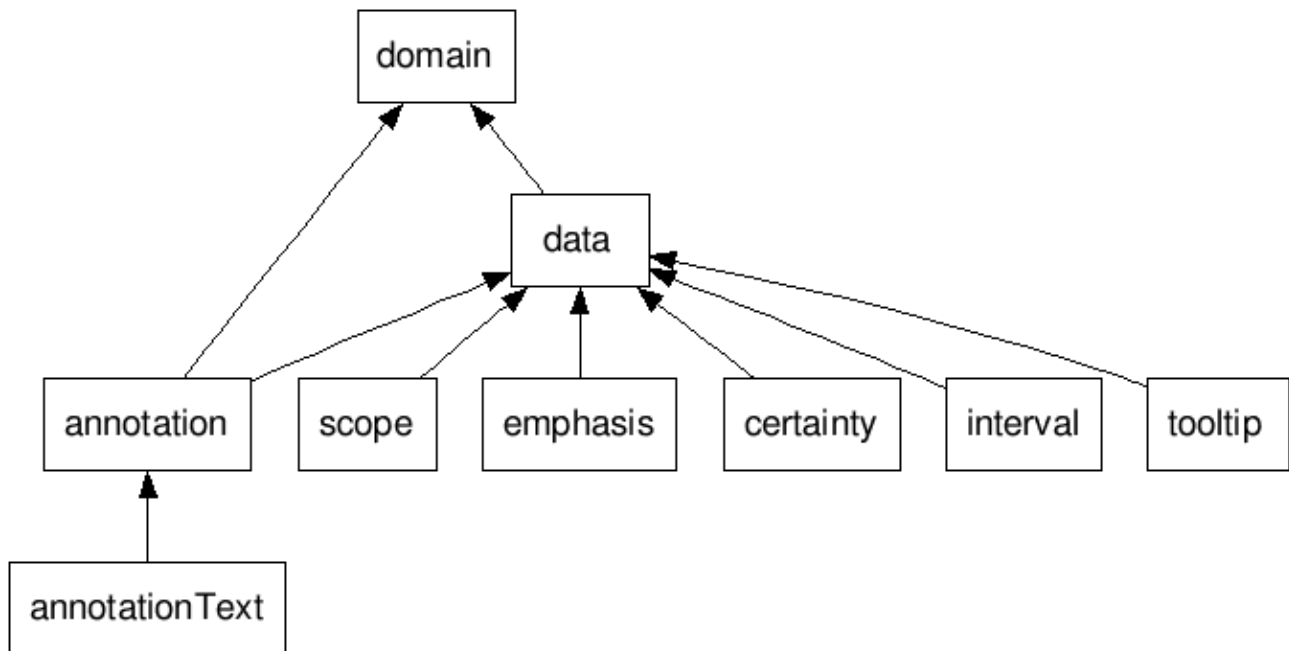 domain
data
annotation
scope
emphasis
certainty
interval
tooltip
annotationText